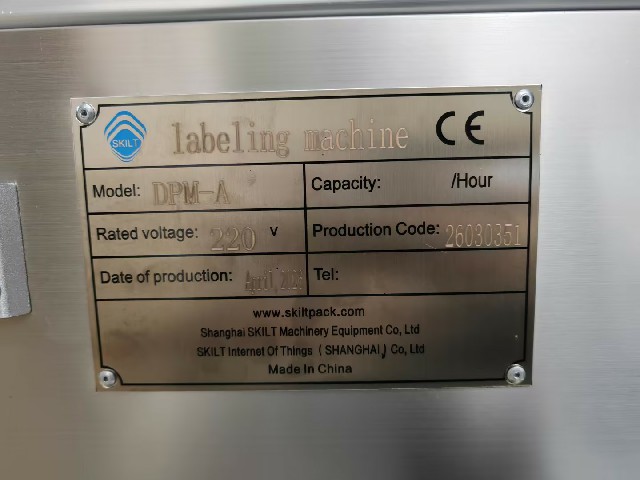 SKILT
labeling machine CE
Model: DPM-A Capacity: /Hour
Rated voltage: 220 V Production Code: 26030351
Date of production: Tel:
www.skiltpack.com
Shanghai SKILT Machinery Equipment Co, Ltd
SKILT Internet Of Things ( SHANGHAI ) Co, Ltd
Made In China